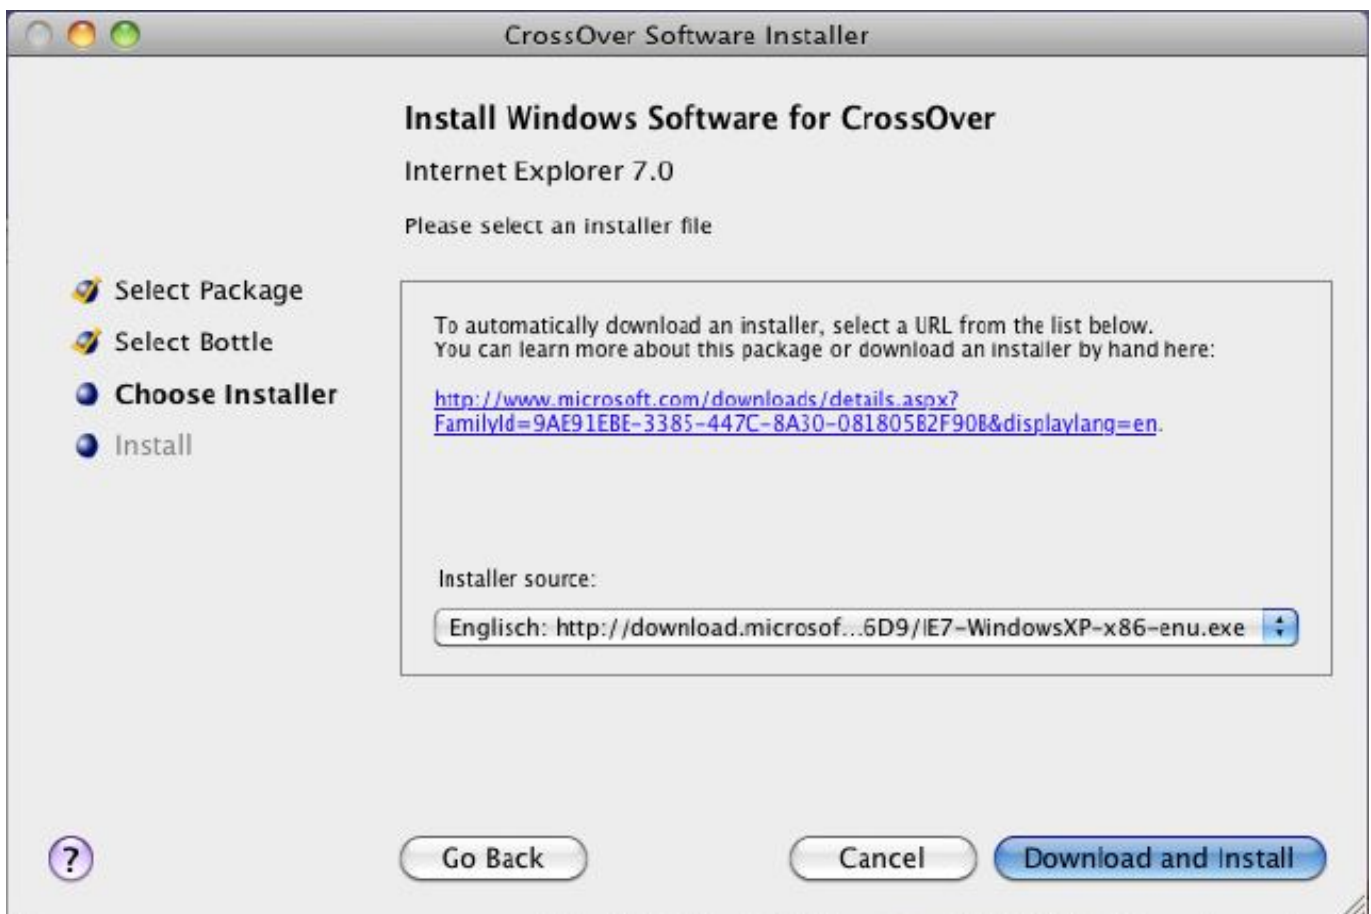 CrossOver Software Installer
Install Windows Software for CrossOver
Internet Explorer 7.0
Please select an installer file
Select Package
Select Bottle
Choose Installer
Install
To automatically download an installer, select a URL from the list below.
You can learn more about this package or download an installer by hand here:
http://www.microsoft.com/downloads/details.aspx?
FamilyId=9AE91EBE-3385-447C-8A30-081805B2F90B&displaylang=en.
Installer source:
Englisch: http://download.microsof...6D9/IE7-WindowsXP-x86-enu.exe
?
Go Back
Cancel
Download and Install